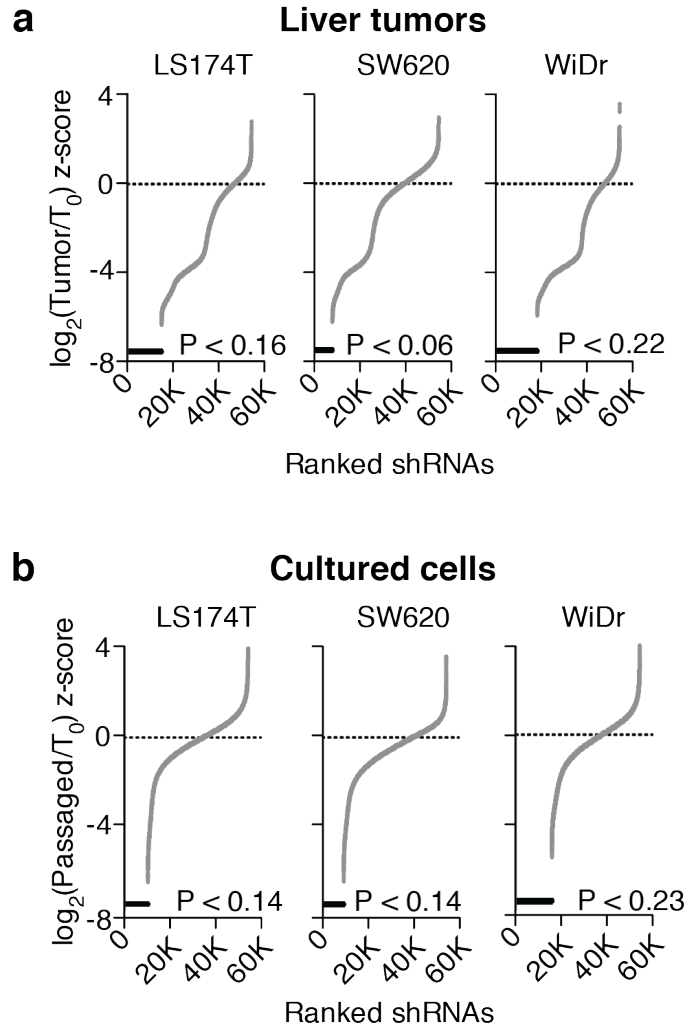 a Liver tumors
LS174T SW620 WiDr
log2(Tumor/T0) z-score
4
0
-4
-8
P < 0.16 P < 0.06 P < 0.22
0 20K 40K 60K 0 20K 40K 60K 0 20K 40K 60K
Ranked shRNAs
b Cultured cells
LS174T SW620 WiDr
log2(Passaged/T0) z-score
4
0
-4
-8
P < 0.14 P < 0.14 P < 0.23
0 20K 40K 60K 0 20K 40K 60K 0 20K 40K 60K
Ranked shRNAs